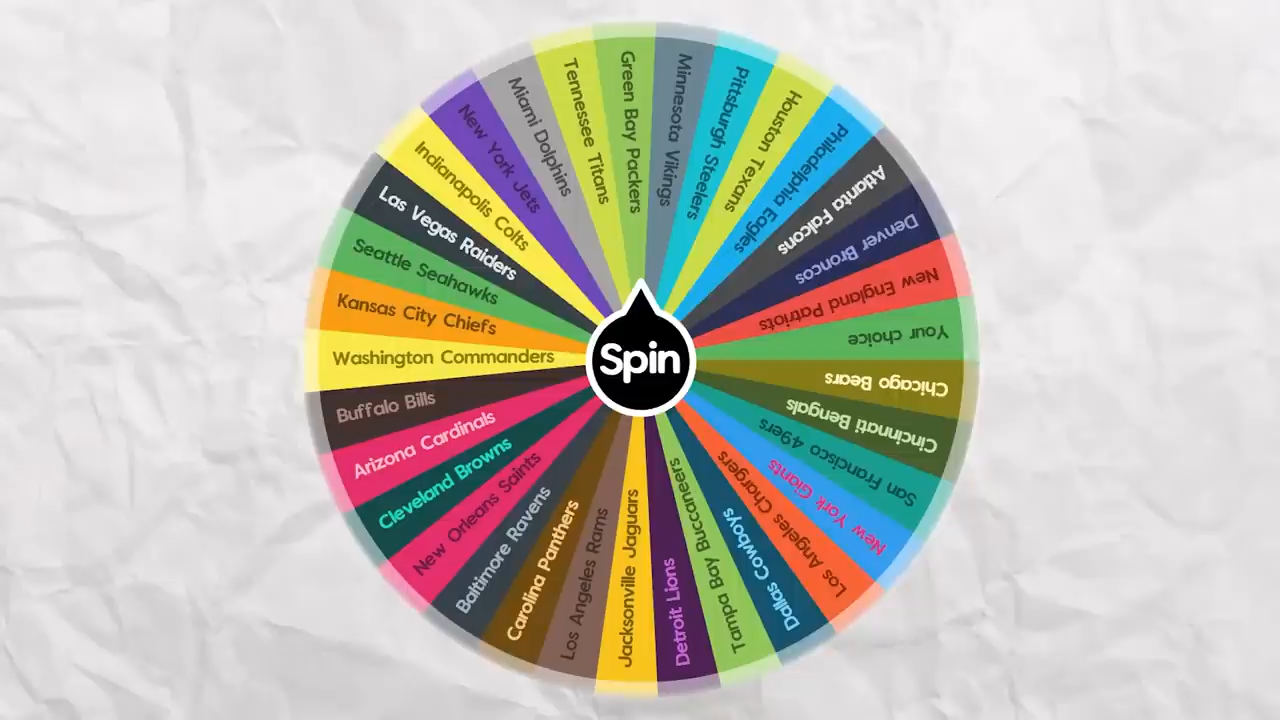 Green Bay Packers
Minnesota Vikings
Pittsburgh Steelers
Houston Texans
Philadelphia Eagles
Atlanta Falcons
Denver Broncos
New England Patriots
Your choice
Chicago Bears
Cincinnati Bengals
San Francisco 49ers
New York Giants
Los Angeles Chargers
Dallas Cowboys
Tampa Bay Buccaneers
Detroit Lions
Jacksonville Jaguars
Los Angeles Rams
Carolina Panthers
Baltimore Ravens
New Orleans Saints
Cleveland Browns
Arizona Cardinals
Buffalo Bills
Washington Commanders
Kansas City Chiefs
Seattle Seahawks
Las Vegas Raiders
Indianapolis Colts
New York Jets
Miami Dolphins
Tennessee Titans
Spin